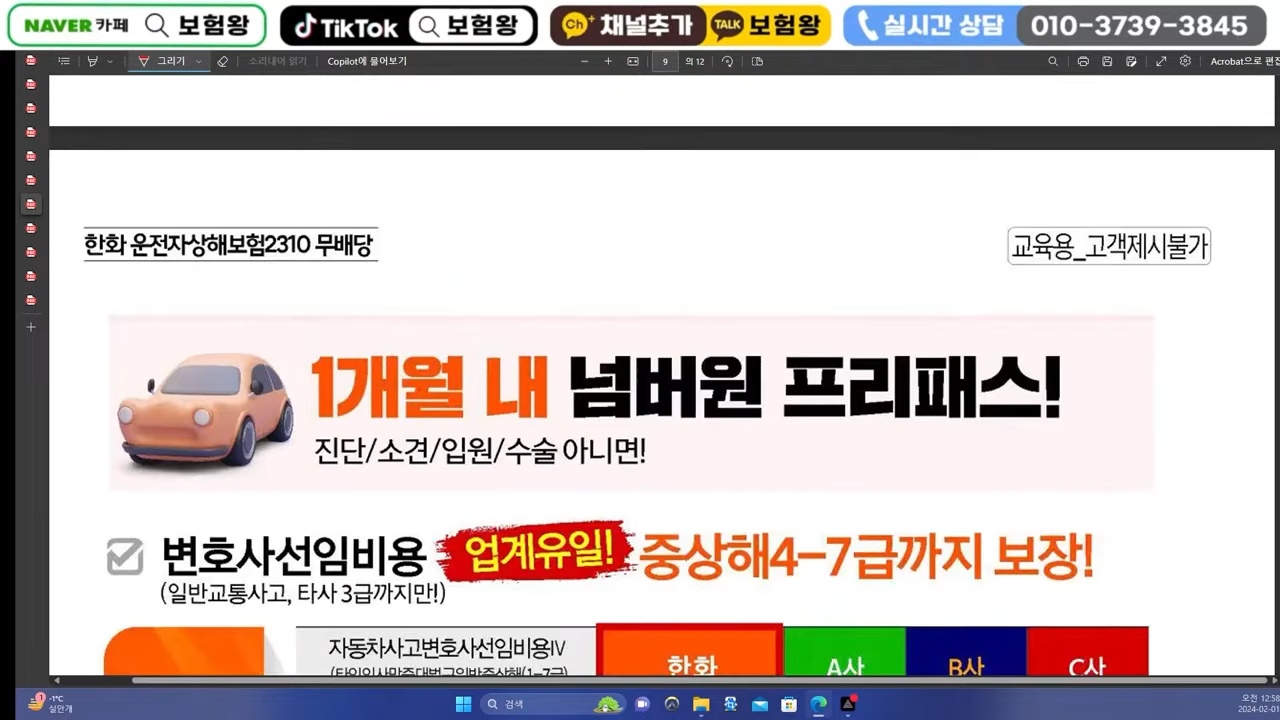 NAVER 카페 보험왕
TikTok 보험왕
Ch+ 채널추가 TALK 보험왕
실시간 상담 010-3739-3845
그리기 소리내어 읽기 Copilot에 물어보기 9 의 12 Acrobat으로 편집
한화 운전자상해보험2310 무배당
교육용_고객제시불가
1개월 내 넘버원 프리패스!
진단/소견/입원/수술 아니면!
변호사선임비용 업계유일! 중상해4-7급까지 보장!
(일반교통사고, 타사 3급까지만!)
자동차사고변호사선임비용Ⅳ
한화 A사 B사 C사
-1°C
실안개
검색
오전 12:58
2024-02-01